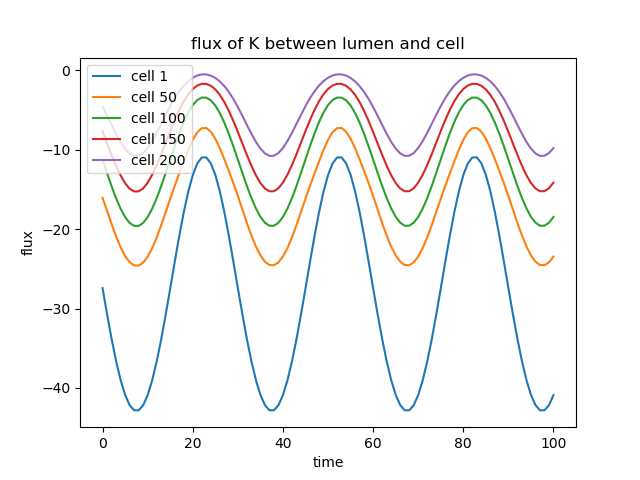 flux of K between lumen and cell
cell 1
cell 50
cell 100
cell 150
cell 200
0
−10
−20
−30
−40
flux
0
20
40
60
80
100
time